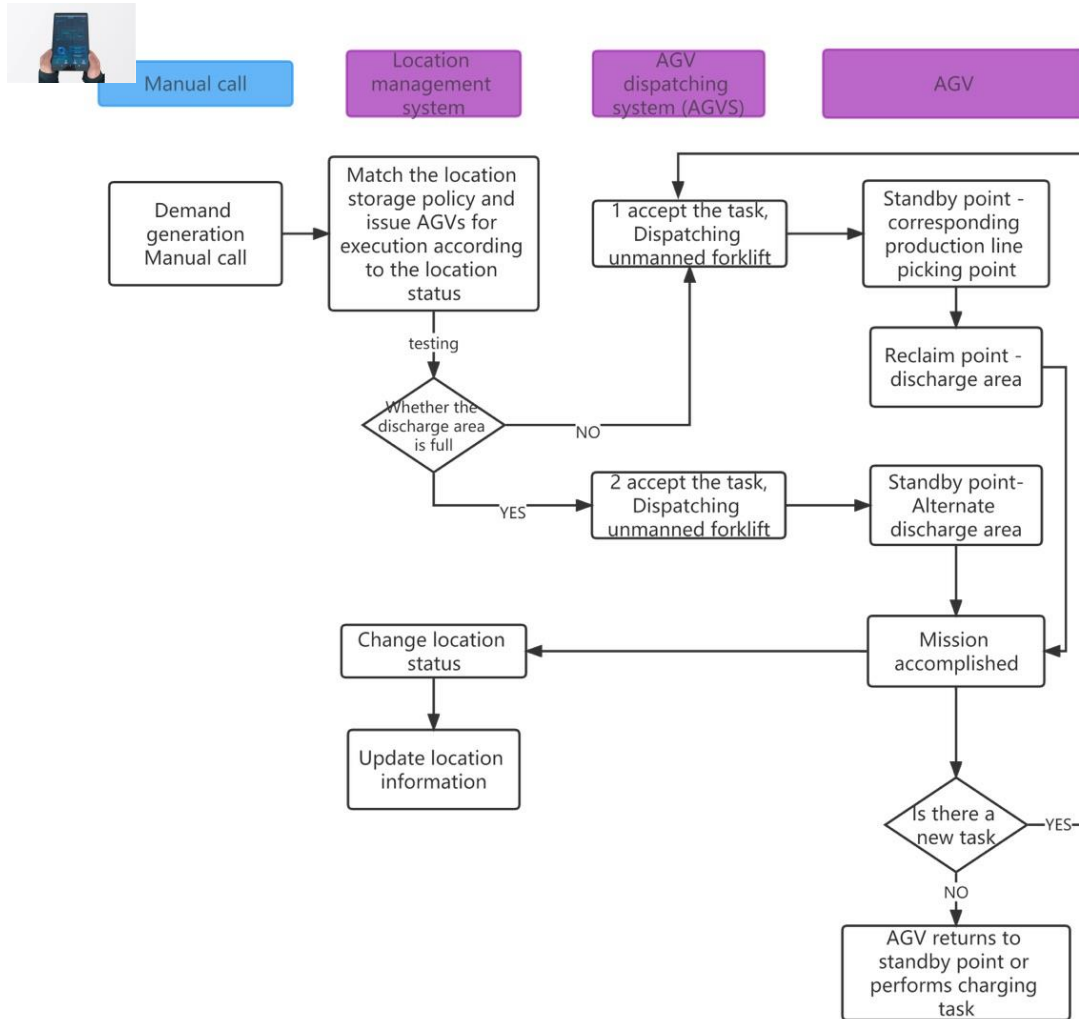 Manual call
Location
management
system
AGV
dispatching
system (AGVS)
AGV
Demand
generation
Manual call
Match the location
storage policy and
issue AGVs for
execution according
to the location
status
1 accept the task,
Dispatching
unmanned forklift
Standby point -
corresponding
production line
picking point
testing
Reclaim point -
discharge area
Whether the
discharge area
is full
NO
YES
2 accept the task,
Dispatching
unmanned forklift
Standby point-
Alternate
discharge area
Change location
status
Mission
accomplished
Update location
information
Is there a
new task
YES
NO
AGV returns to
standby point or
performs charging
task